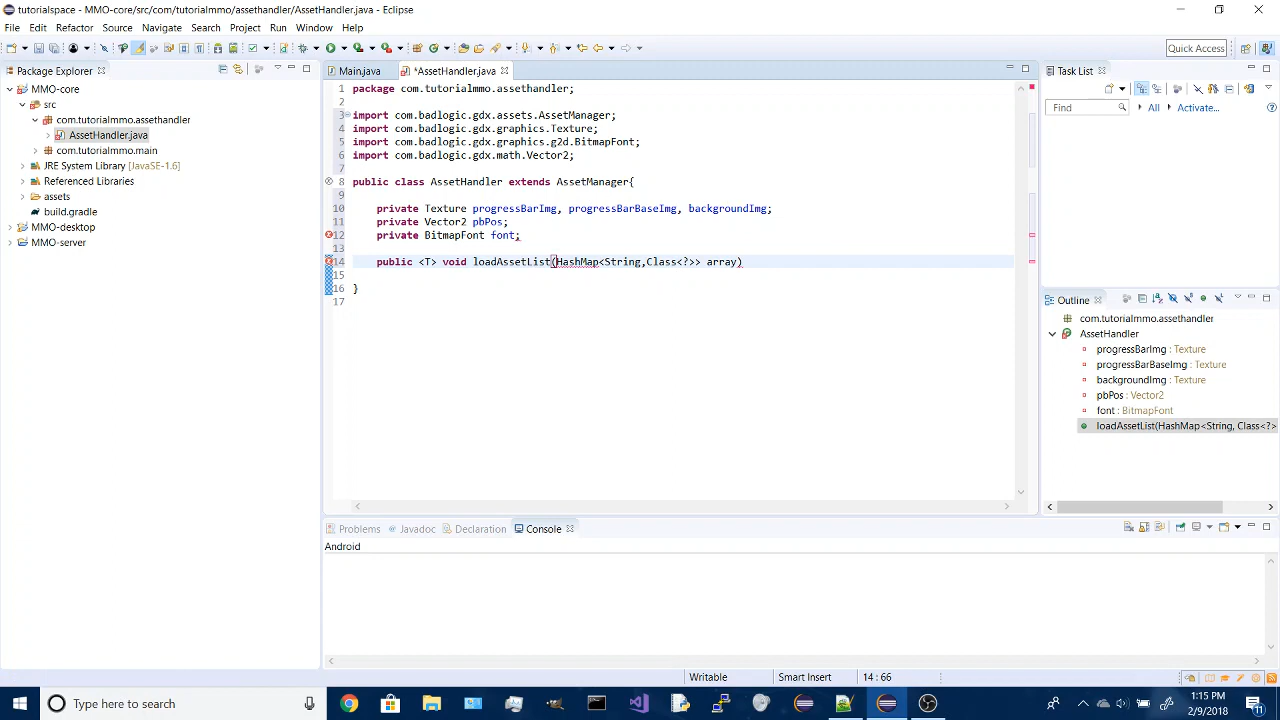 tutorialspace - MMO-core/src/com/tutorialmmo/assethandler/AssetHandler.java - Eclipse
File Edit Refactor Source Navigate Search Project Run Window Help
Quick Access
Package Explorer
MMO-core
src
com.tutorialmmo.assethandler
AssetHandler.java
com.tutorialmmo.main
JRE System Library [JavaSE-1.6]
Referenced Libraries
assets
build.gradle
MMO-desktop
MMO-server
Main.java *AssetHandler.java
1 package com.tutorialmmo.assethandler;
2
3 import com.badlogic.gdx.assets.AssetManager;
4 import com.badlogic.gdx.graphics.Texture;
5 import com.badlogic.gdx.graphics.g2d.BitmapFont;
6 import com.badlogic.gdx.math.Vector2;
7
8 public class AssetHandler extends AssetManager{
9
10 private Texture progressBarImg, progressBarBaseImg, backgroundImg;
11 private Vector2 pbPos;
12 private BitmapFont font;
13
14 public <T> void loadAssetList(HashMap<String,Class<?>> array)
15
16 }
17
Task List
Find All Activate...
Outline
com.tutorialmmo.assethandler
AssetHandler
progressBarImg : Texture
progressBarBaseImg : Texture
backgroundImg : Texture
pbPos : Vector2
font : BitmapFont
loadAssetList(HashMap<String, Class<?>
Problems Javadoc Declaration Console
Android
Writable Smart Insert 14 : 66
Type here to search
1:15 PM
2/9/2018
11